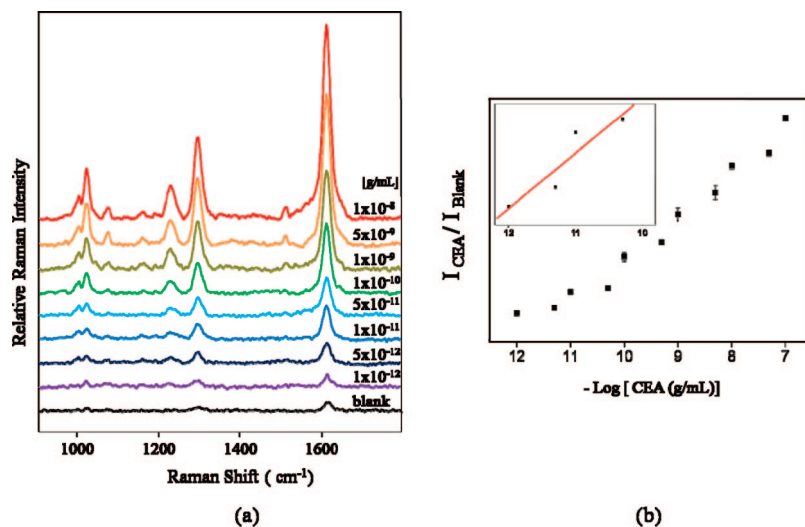 Relative Raman Intensity
[g/mL]
1x10-8
5x10-9
1x10-9
1x10-10
5x10-11
1x10-11
5x10-12
1x10-12
blank
1000 1200 1400 1600
Raman Shift ( cm-1)
(a)
I CEA / I Blank
12 11 10
12 11 10 9 8 7
- Log [ CEA (g/mL)]
(b)